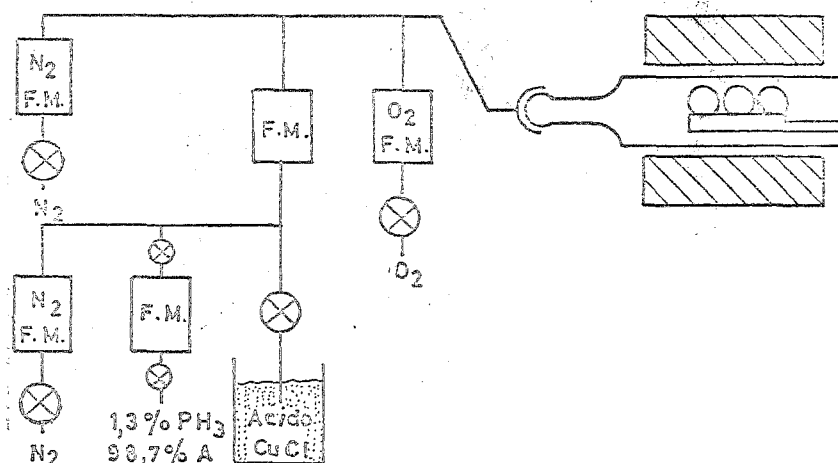 N2
F.M.
N2
F.M.
O2
F.M.
O2
N2
F.M.
N2
F.M.
1,3% PH3
98,7% A
Acido
CuCl